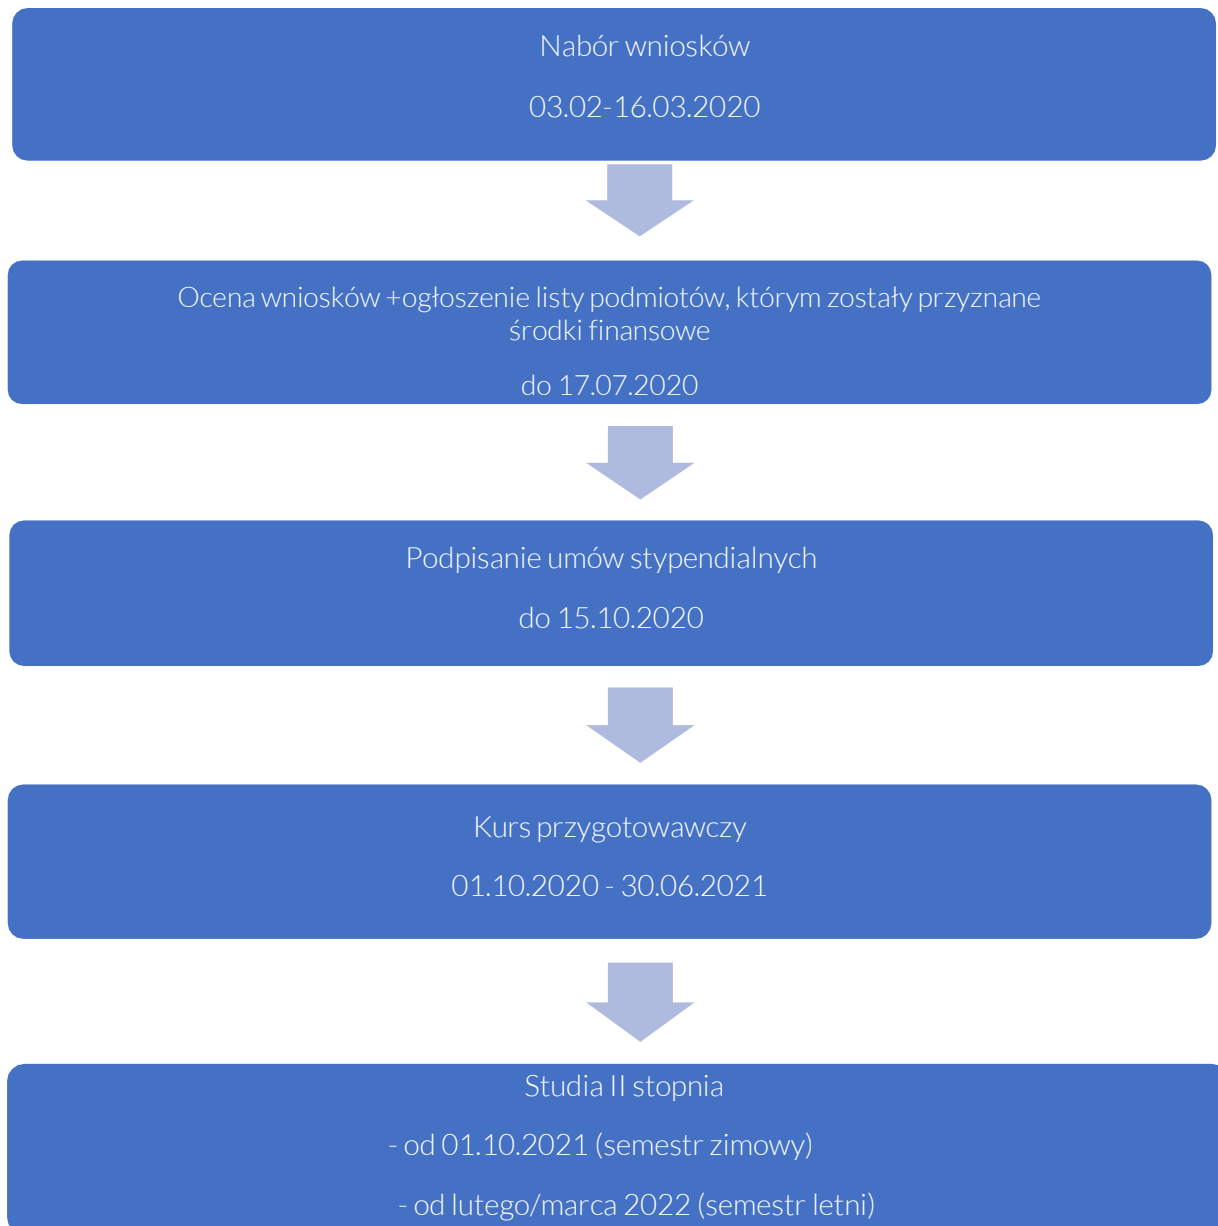 Nabór wniosków
03.02-16.03.2020
Ocena wniosków +ogłoszenie listy podmiotów, którym zostały przyznane
środki finansowe
do 17.07.2020
Podpisanie umów stypendialnych
do 15.10.2020
Kurs przygotowawczy
01.10.2020 - 30.06.2021
Studia II stopnia
- od 01.10.2021 (semestr zimowy)
- od lutego/marca 2022 (semestr letni)